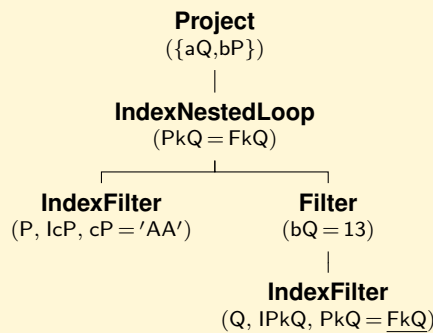 Project
({aQ,bP})
IndexNestedLoop
(PkQ = FkQ)
IndexFilter
(P, IcP, cP = 'AA')
Filter
(bQ = 13)
IndexFilter
(Q, IPkQ, PkQ = FkQ)